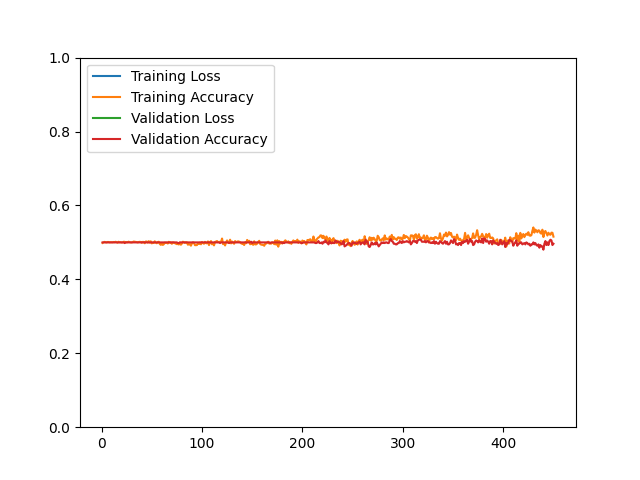 1.0
0.8
0.6
0.4
0.2
0.0
0 100 200 300 400
Training Loss
Training Accuracy
Validation Loss
Validation Accuracy